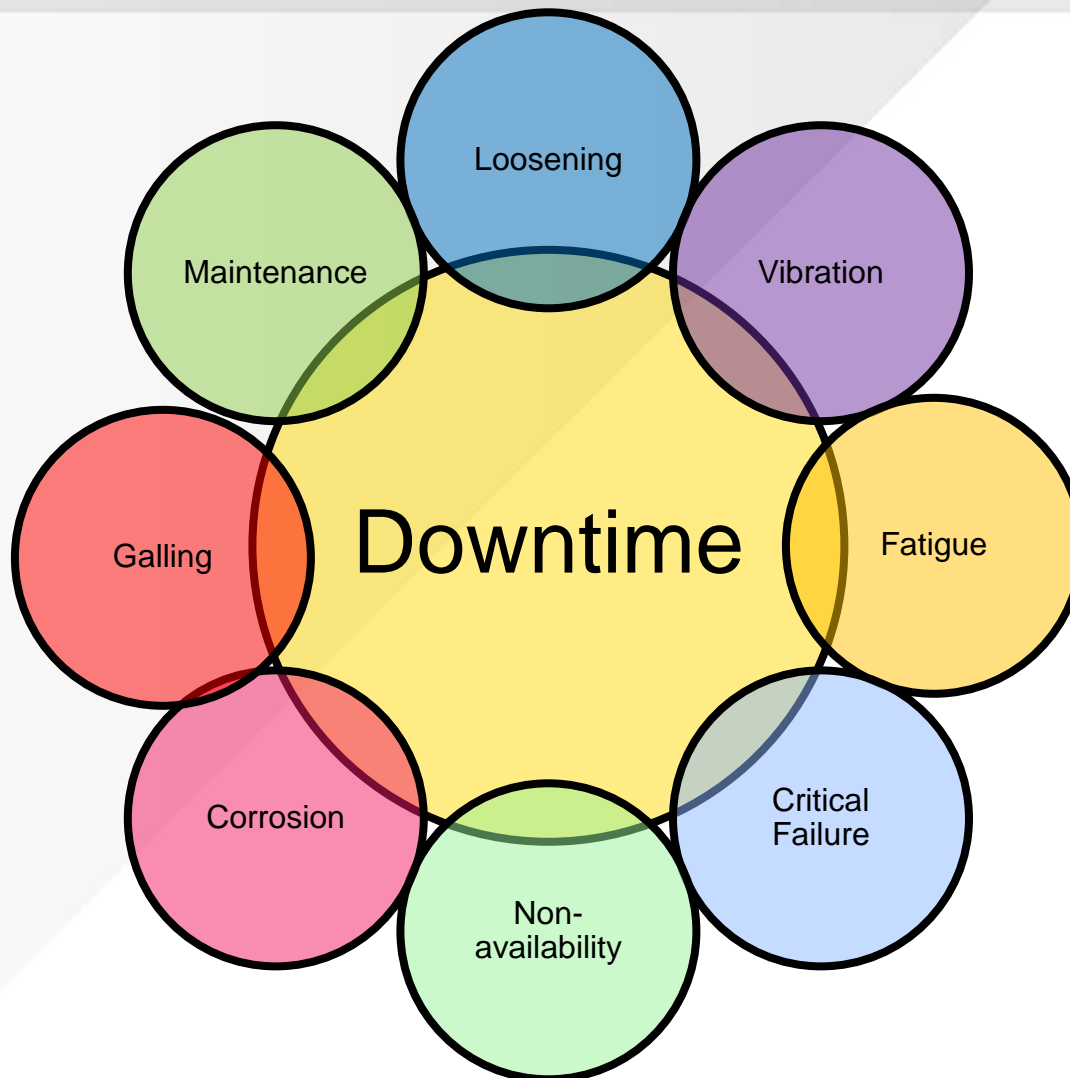 Loosening
Maintenance
Vibration
Downtime
Galling
Fatigue
Corrosion
Critical
Failure
Non-
availability